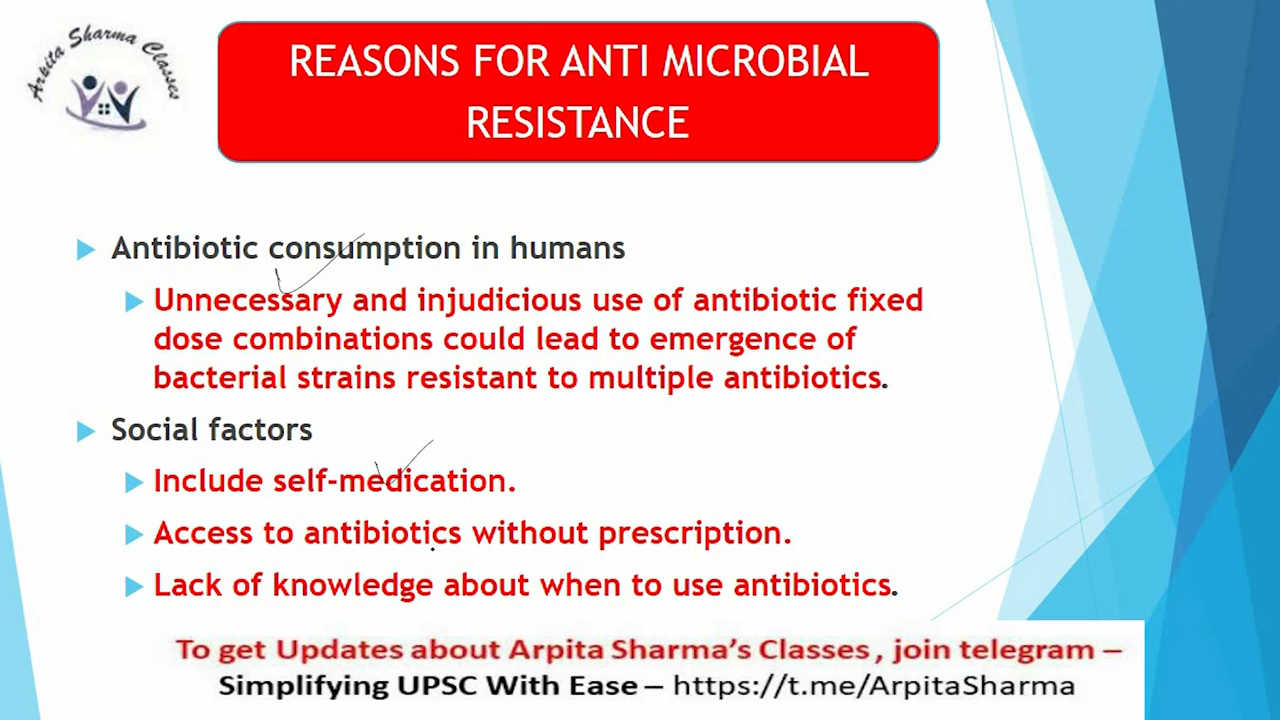 Arpita Sharma Classes
REASONS FOR ANTI MICROBIAL
RESISTANCE
Antibiotic consumption in humans
Unnecessary and injudicious use of antibiotic fixed
dose combinations could lead to emergence of
bacterial strains resistant to multiple antibiotics.
Social factors
Include self-medication.
Access to antibiotics without prescription.
Lack of knowledge about when to use antibiotics.
To get Updates about Arpita Sharma's Classes, join telegram –
Simplifying UPSC With Ease – https://t.me/ArpitaSharma